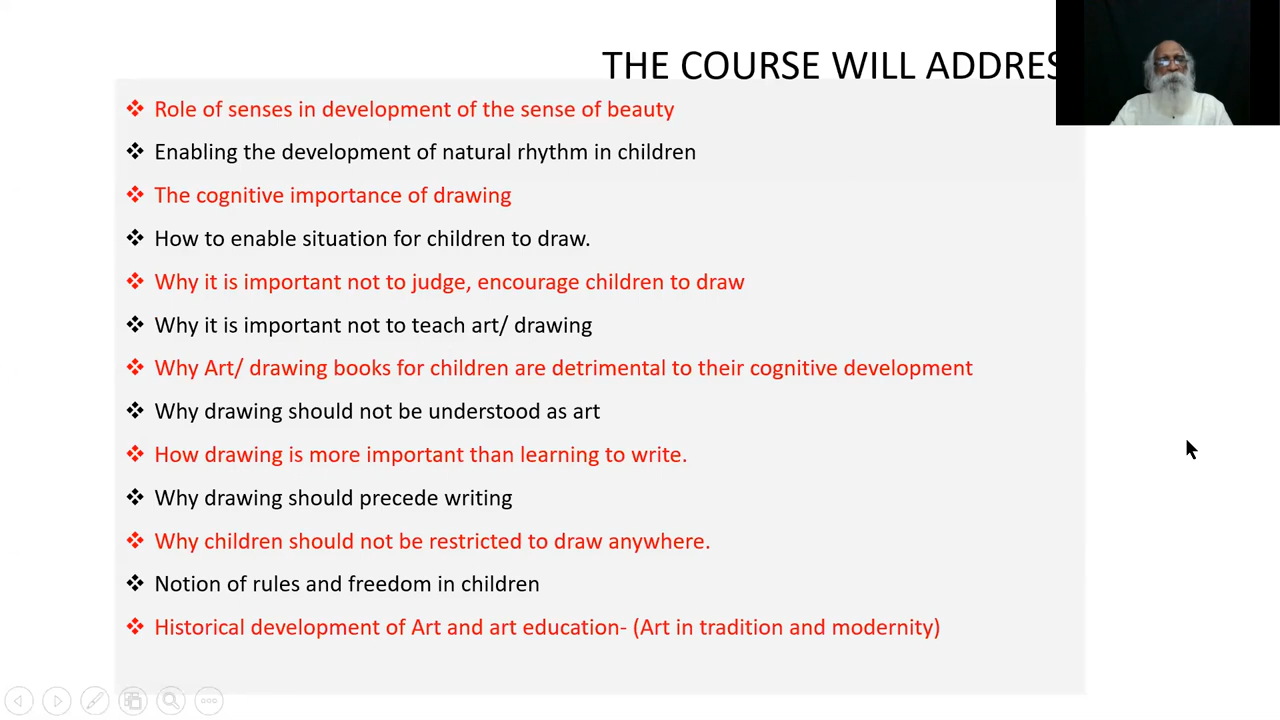 THE COURSE WILL ADDRES
❖ Role of senses in development of the sense of beauty
❖ Enabling the development of natural rhythm in children
❖ The cognitive importance of drawing
❖ How to enable situation for children to draw.
❖ Why it is important not to judge, encourage children to draw
❖ Why it is important not to teach art/ drawing
❖ Why Art/ drawing books for children are detrimental to their cognitive development
❖ Why drawing should not be understood as art
❖ How drawing is more important than learning to write.
❖ Why drawing should precede writing
❖ Why children should not be restricted to draw anywhere.
❖ Notion of rules and freedom in children
❖ Historical development of Art and art education- (Art in tradition and modernity)